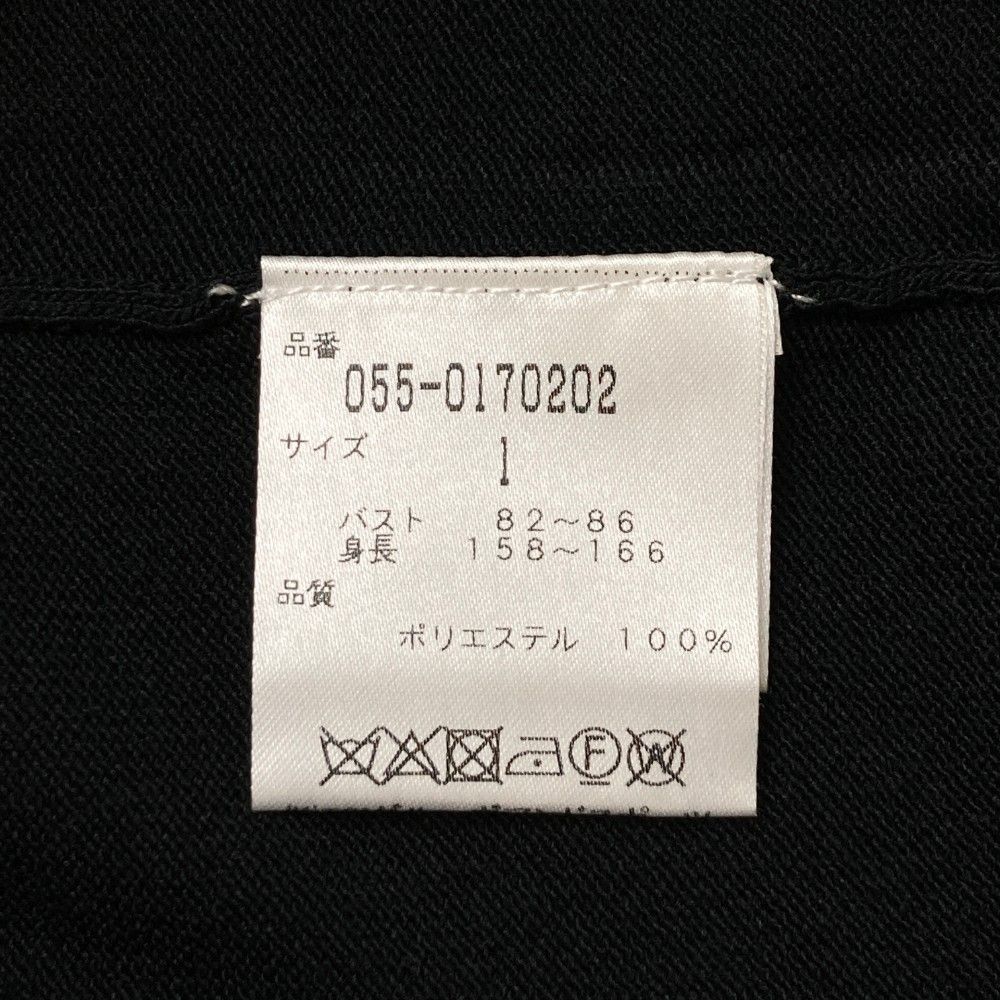 品番
055-0170202
サイズ 1
バスト 82～86
身長 158～166
品質
ポリエステル 100%
F W